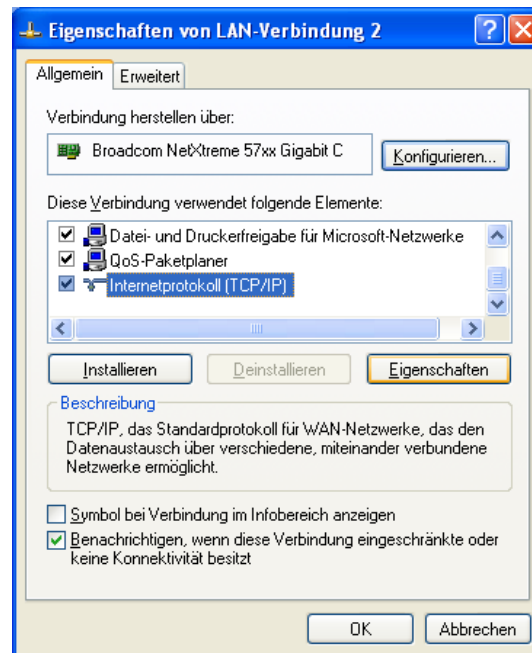 Eigenschaften von LAN-Verbindung 2
Allgemein
Erweitert
Verbindung herstellen über:
Broadcom NetXtreme 57xx Gigabit C
Konfigurieren...
Diese Verbindung verwendet folgende Elemente:
Datei- und Druckerfreigabe für Microsoft-Netzwerke
QoS-Paketplaner
Internetprotokoll (TCP/IP)
Installieren
Deinstallieren
Eigenschaften
Beschreibung
TCP/IP, das Standardprotokoll für WAN-Netzwerke, das den
Datenaustausch über verschiedene, miteinander verbundene
Netzwerke ermöglicht.
Symbol bei Verbindung im Infobereich anzeigen
Benachrichtigen, wenn diese Verbindung eingeschränkte oder
keine Konnektivität besitzt
OK
Abbrechen